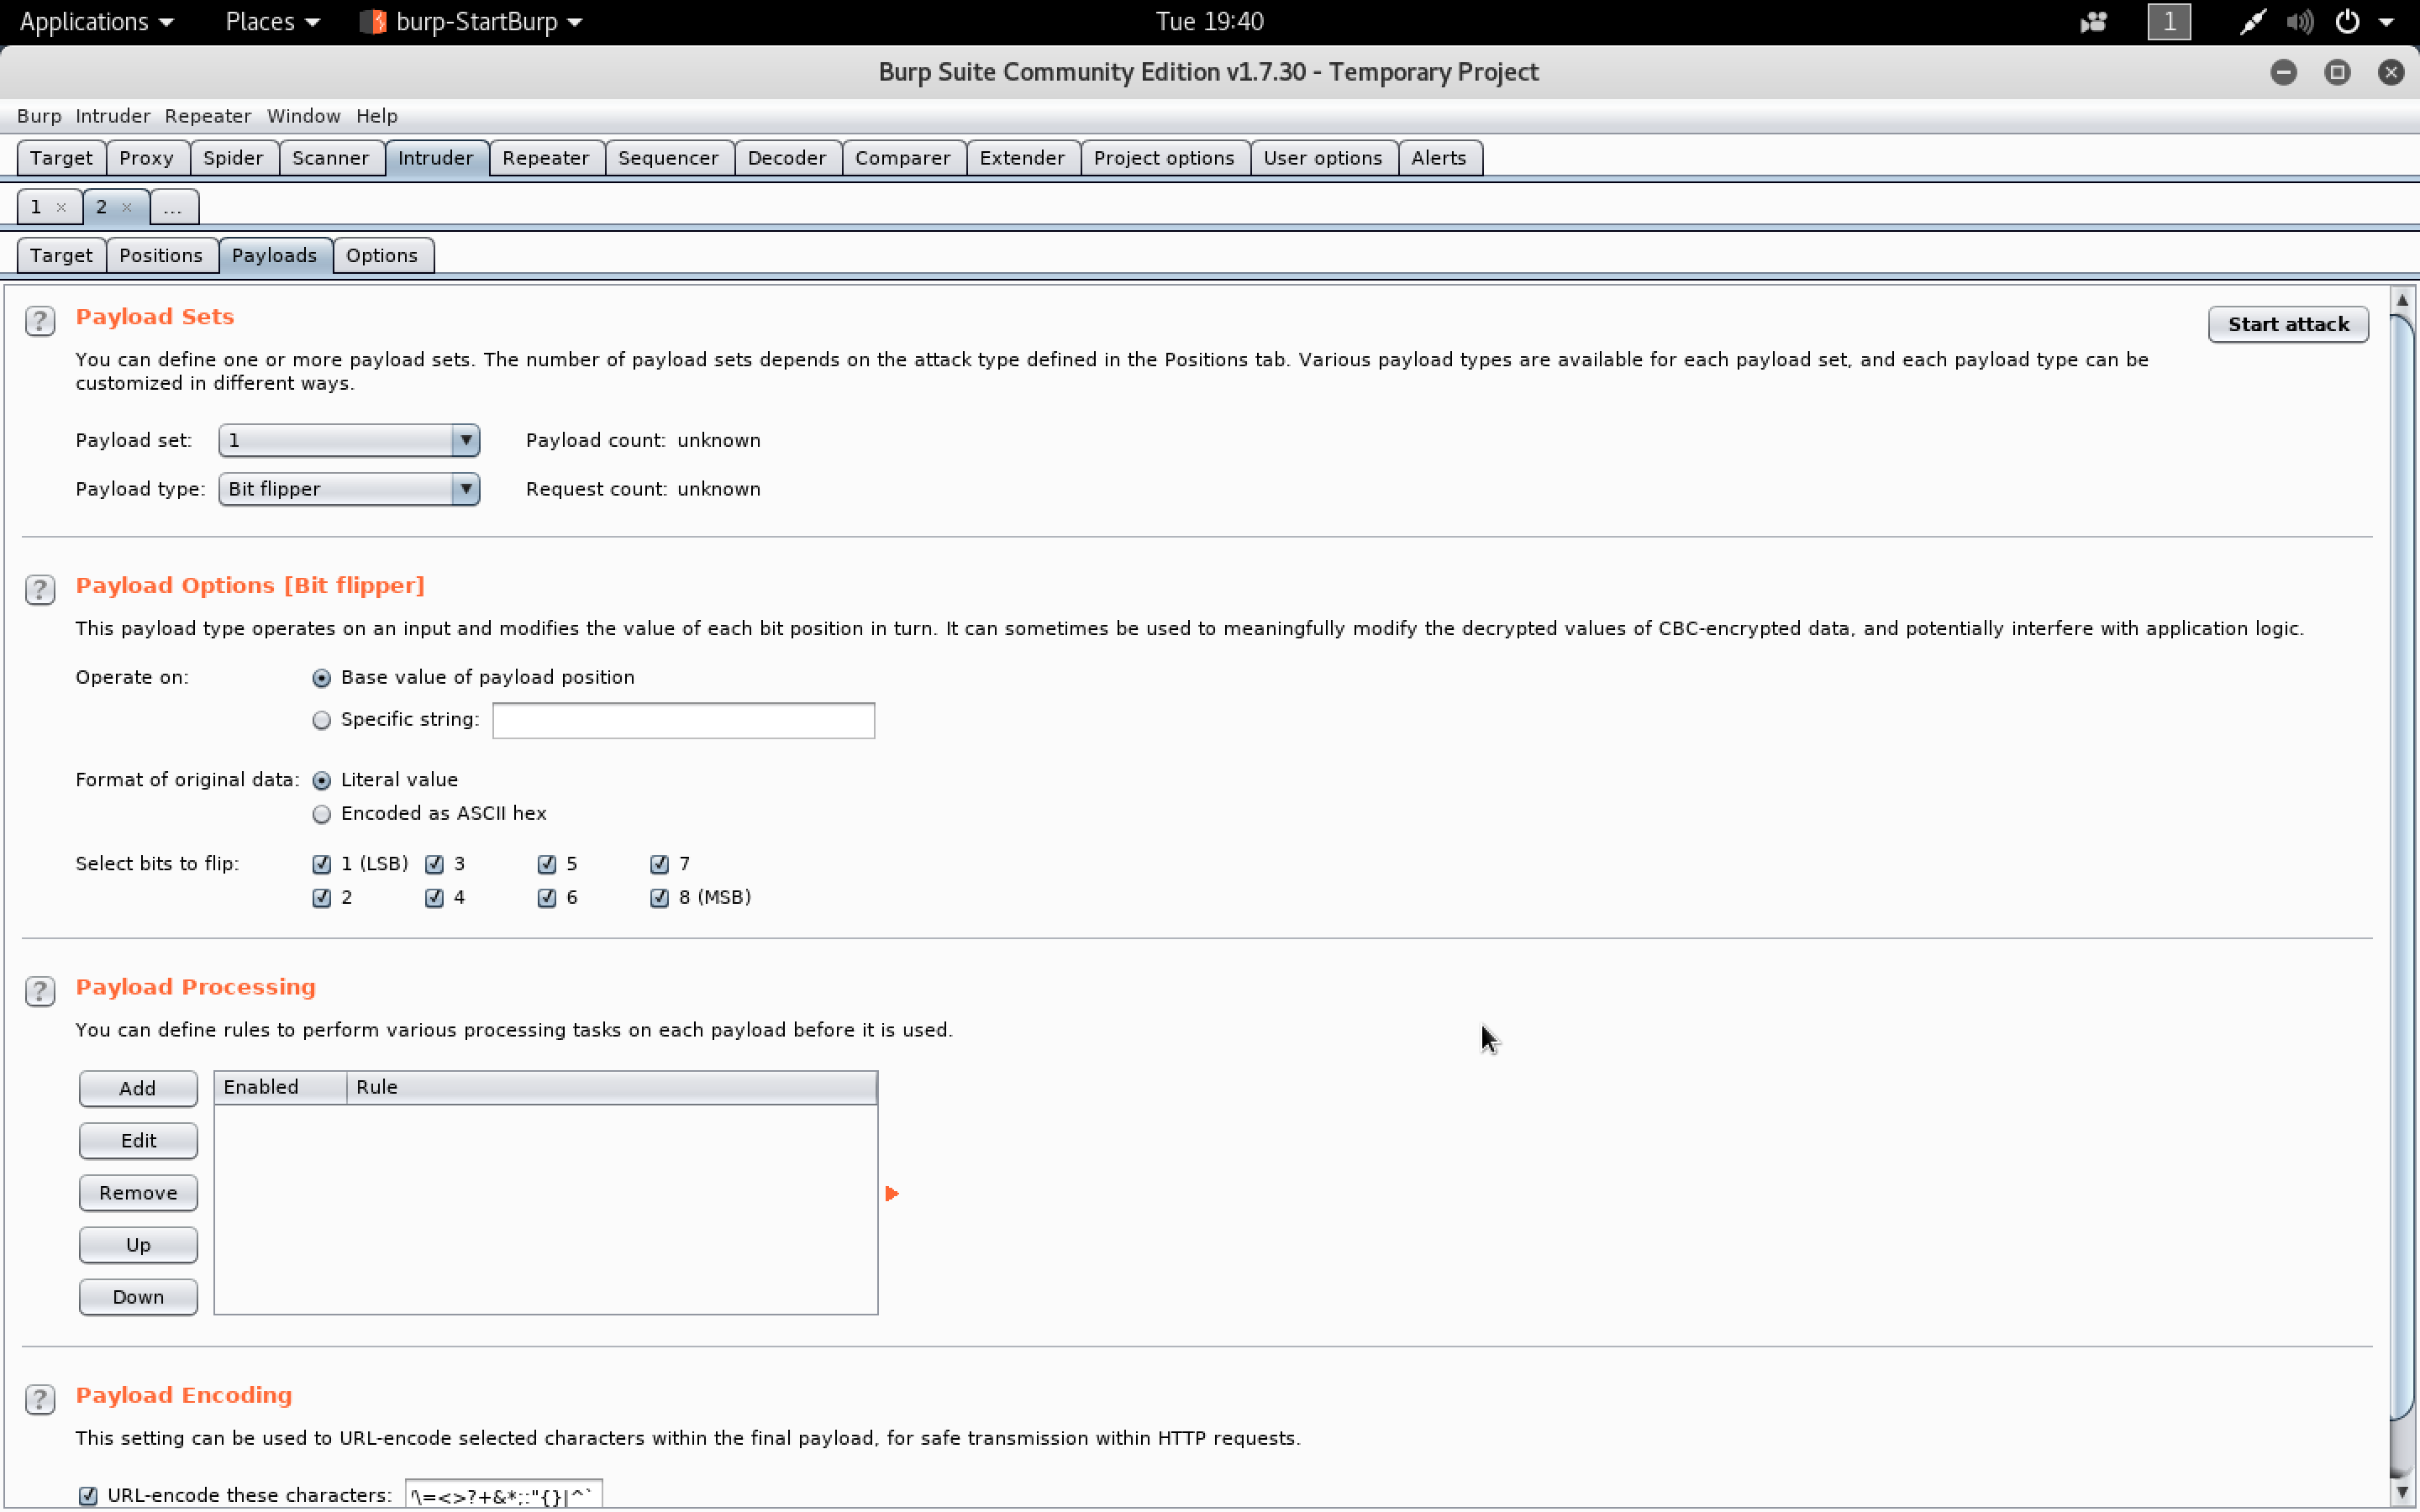 Applications Places burp-StartBurp Tue 19:40 1
Burp Suite Community Edition v1.7.30 - Temporary Project
Burp Intruder Repeater Window Help
Target Proxy Spider Scanner Intruder Repeater Sequencer Decoder Comparer Extender Project options User options Alerts
1 × 2 × ...
Target Positions Payloads Options
? Payload Sets Start attack
You can define one or more payload sets. The number of payload sets depends on the attack type defined in the Positions tab. Various payload types are available for each payload set, and each payload type can be
customized in different ways.
Payload set: 1 Payload count: unknown
Payload type: Bit flipper Request count: unknown
? Payload Options [Bit flipper]
This payload type operates on an input and modifies the value of each bit position in turn. It can sometimes be used to meaningfully modify the decrypted values of CBC-encrypted data, and potentially interfere with application logic.
Operate on: Base value of payload position
Specific string:
Format of original data: Literal value
Encoded as ASCII hex
Select bits to flip: 1 (LSB) 3 5 7
2 4 6 8 (MSB)
? Payload Processing
You can define rules to perform various processing tasks on each payload before it is used.
Add Enabled Rule
Edit
Remove
Up
Down
? Payload Encoding
This setting can be used to URL-encode selected characters within the final payload, for safe transmission within HTTP requests.
URL-encode these characters: \=<>?+&*;:"{}|^`